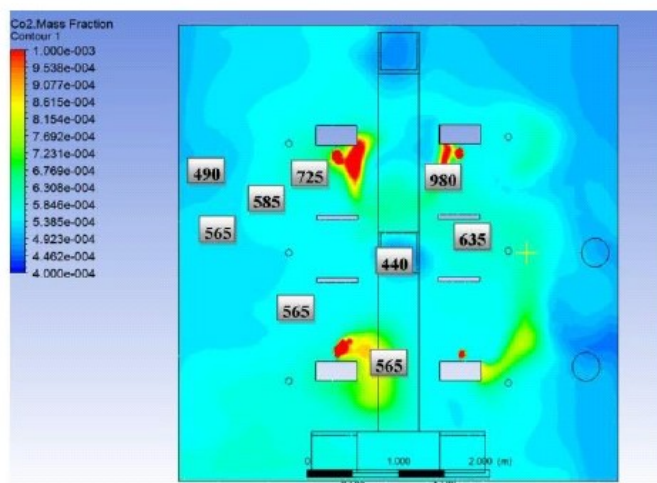 Co2.Mass Fraction
Contour 1
1.000e-003
9.538e-004
9.077e-004
8.615e-004
8.154e-004
7.692e-004
7.231e-004
6.769e-004
6.308e-004
5.846e-004
5.385e-004
4.923e-004
4.462e-004
4.000e-004
490
725
980
585
565
635
440
565
565
0
1.000
2.000 (m)